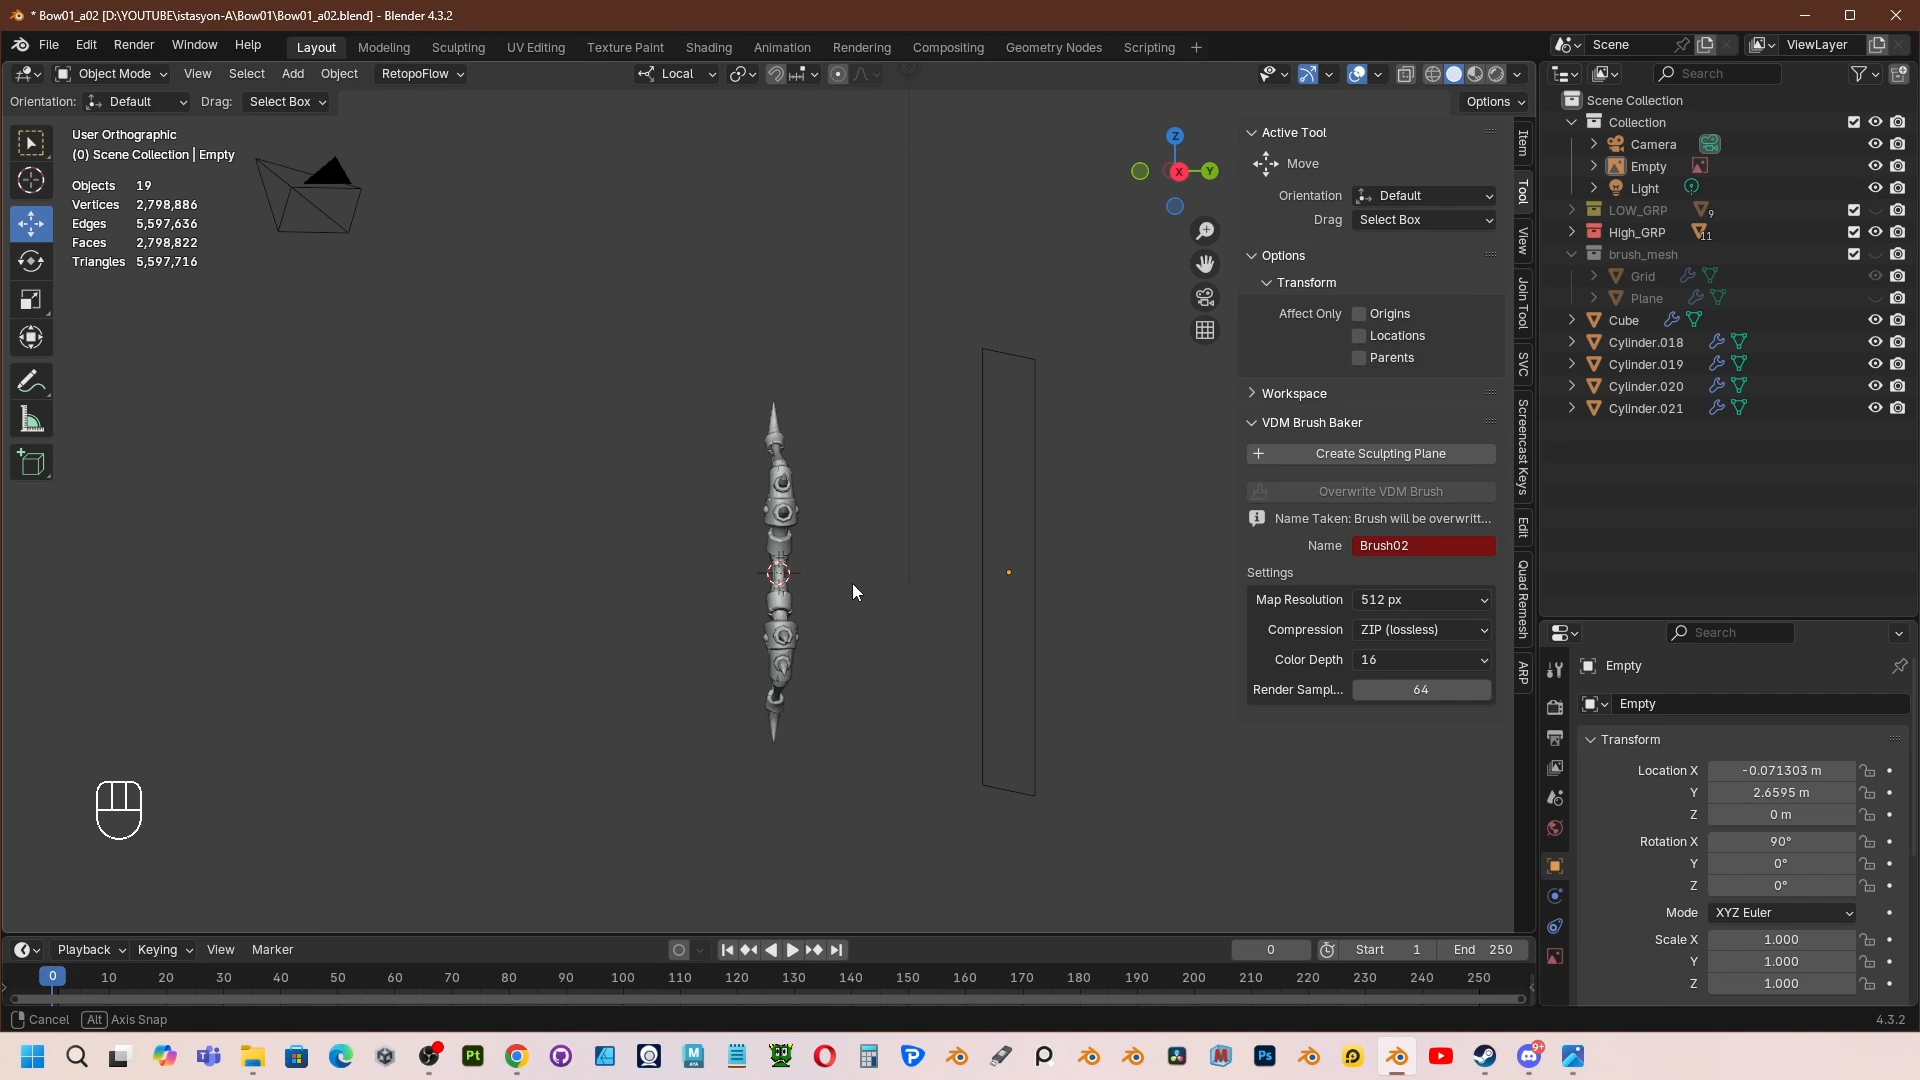 * Bow01_a02 [D:\YOUTUBE\istasyon-A\Bow01\Bow01_a02.blend] - Blender 4.3.2
File Edit Render Window Help Layout Modeling Sculpting UV Editing Texture Paint Shading Animation Rendering Compositing Geometry Nodes Scripting + Scene ViewLayer
Object Mode View Select Add Object RetopoFlow Local Search
Orientation: Default Drag: Select Box Options
User Orthographic
(0) Scene Collection | Empty
Objects 19
Vertices 2,798,886
Edges 5,597,636
Faces 2,798,822
Triangles 5,597,716
Z
X
Y
Active Tool
Move
Orientation Default
Drag Select Box
Options
Transform
Affect Only Origins
Locations
Parents
Workspace
VDM Brush Baker
Create Sculpting Plane
Overwrite VDM Brush
Name Taken: Brush will be overwritt...
Name Brush02
Settings
Map Resolution 512 px
Compression ZIP (lossless)
Color Depth 16
Render Sampl... 64
Item
Tool
View
Join Tool
SVC
Screencast Keys
Edit
Quad Remesh
ARP
Scene Collection
Collection
Camera
Empty
Light
LOW_GRP 9
High_GRP 11
brush_mesh
Grid
Plane
Cube
Cylinder.018
Cylinder.019
Cylinder.020
Cylinder.021
Search
Empty
Empty
Transform
Location X -0.071303 m
Y 2.6595 m
Z 0 m
Rotation X 90°
Y 0°
Z 0°
Mode XYZ Euler
Scale X 1.000
Y 1.000
Z 1.000
Playback Keying View Marker 0 Start 1 End 250
0 10 20 30 40 50 60 70 80 90 100 110 120 130 140 150 160 170 180 190 200 210 220 230 240 250
Cancel Alt Axis Snap 4.3.2
Pt
M
Ps
9+